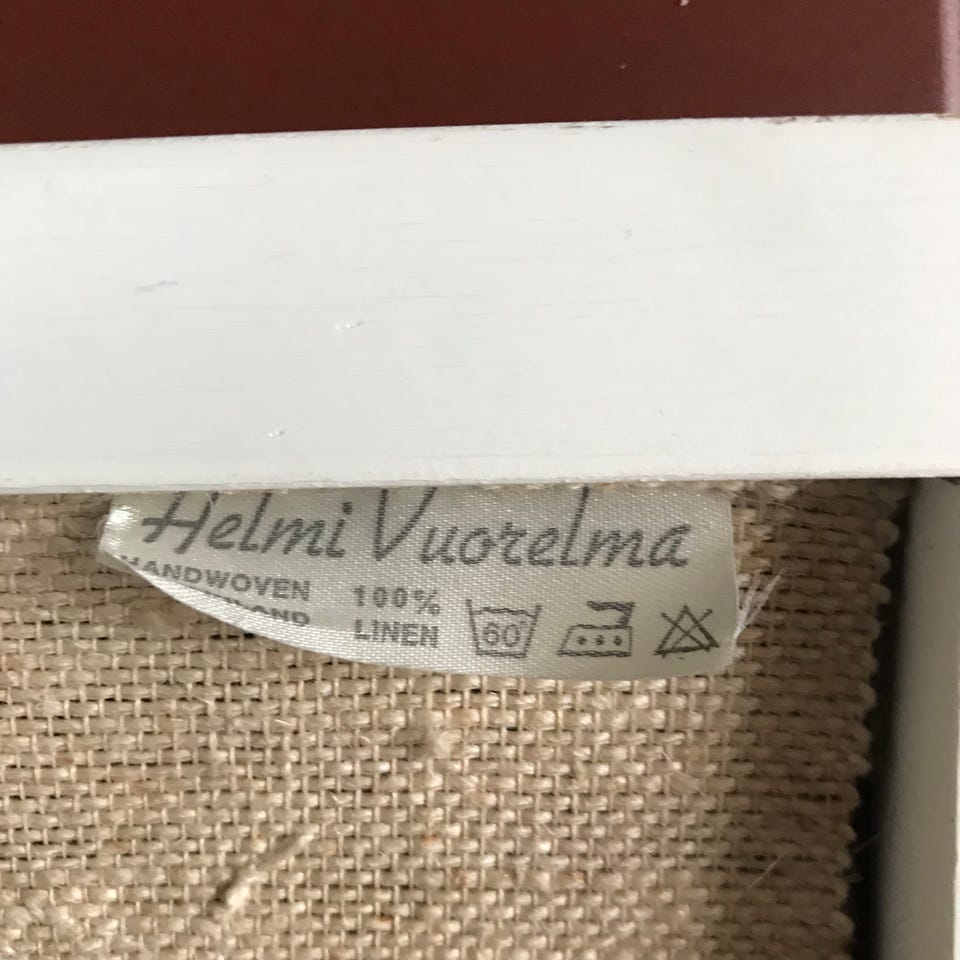 Helmi Vuorelma
HANDWOVEN
100%
LINEN
60°